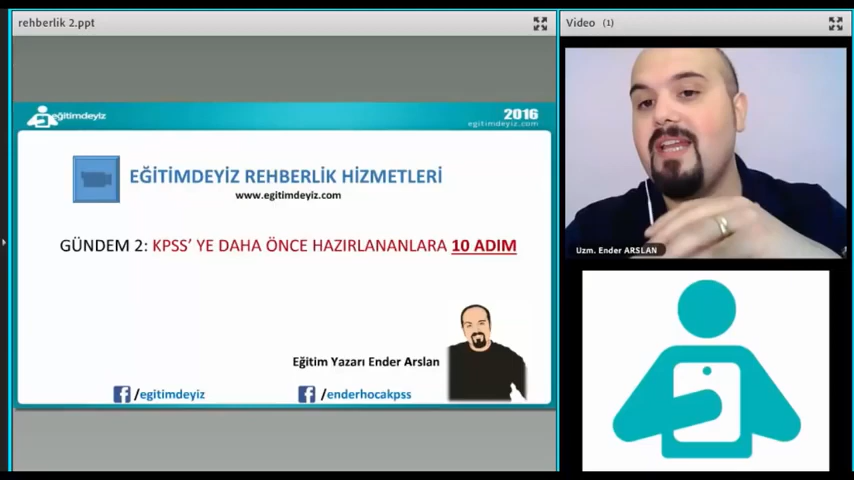 rehberlik 2.ppt
Video (1)
eğitimdeyiz
2016
egitimdeyiz.com
EĞİTİMDEYİZ REHBERLİK HİZMETLERİ
www.egitimdeyiz.com
GÜNDEM 2: KPSS' YE DAHA ÖNCE HAZIRLANANLARA 10 ADIM
Eğitim Yazarı Ender Arslan
/egitimdeyiz
/enderhocakpss
Uzm. Ender ARSLAN